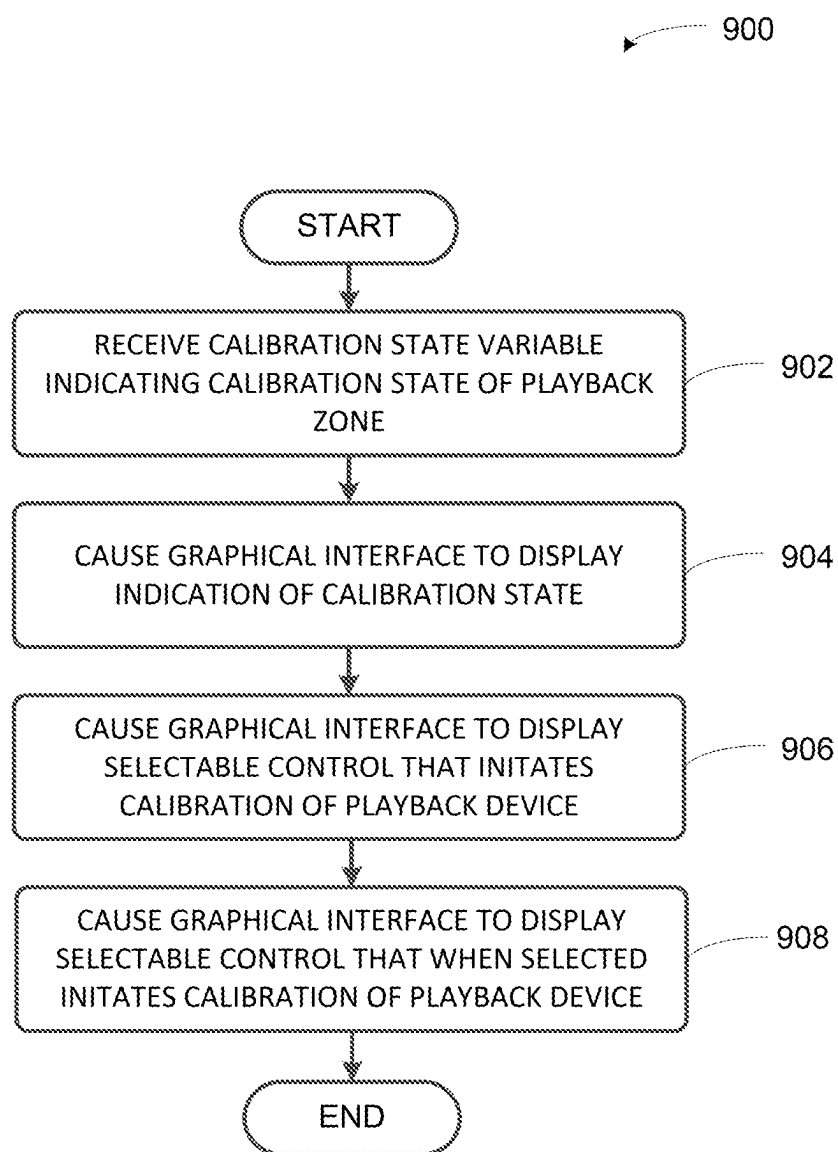 900
START
RECEIVE CALIBRATION STATE VARIABLE
INDICATING CALIBRATION STATE OF PLAYBACK
ZONE
902
CAUSE GRAPHICAL INTERFACE TO DISPLAY
INDICATION OF CALIBRATION STATE
904
CAUSE GRAPHICAL INTERFACE TO DISPLAY
SELECTABLE CONTROL THAT INITATES
CALIBRATION OF PLAYBACK DEVICE
906
CAUSE GRAPHICAL INTERFACE TO DISPLAY
SELECTABLE CONTROL THAT WHEN SELECTED
INITATES CALIBRATION OF PLAYBACK DEVICE
908
END